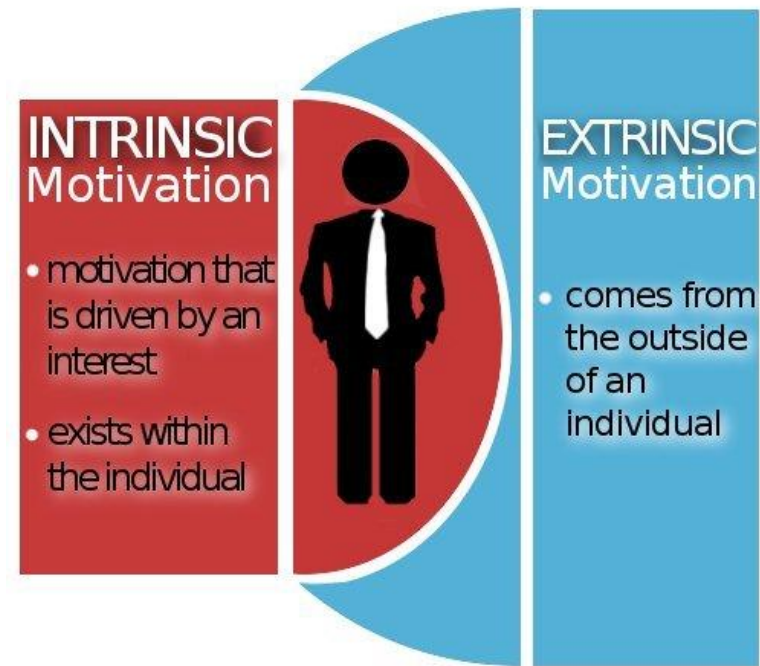 INTRINSIC
Motivation
• motivation that
is driven by an
interest
• exists within
the individual
EXTRINSIC
Motivation
• comes from
the outside
of an
individual